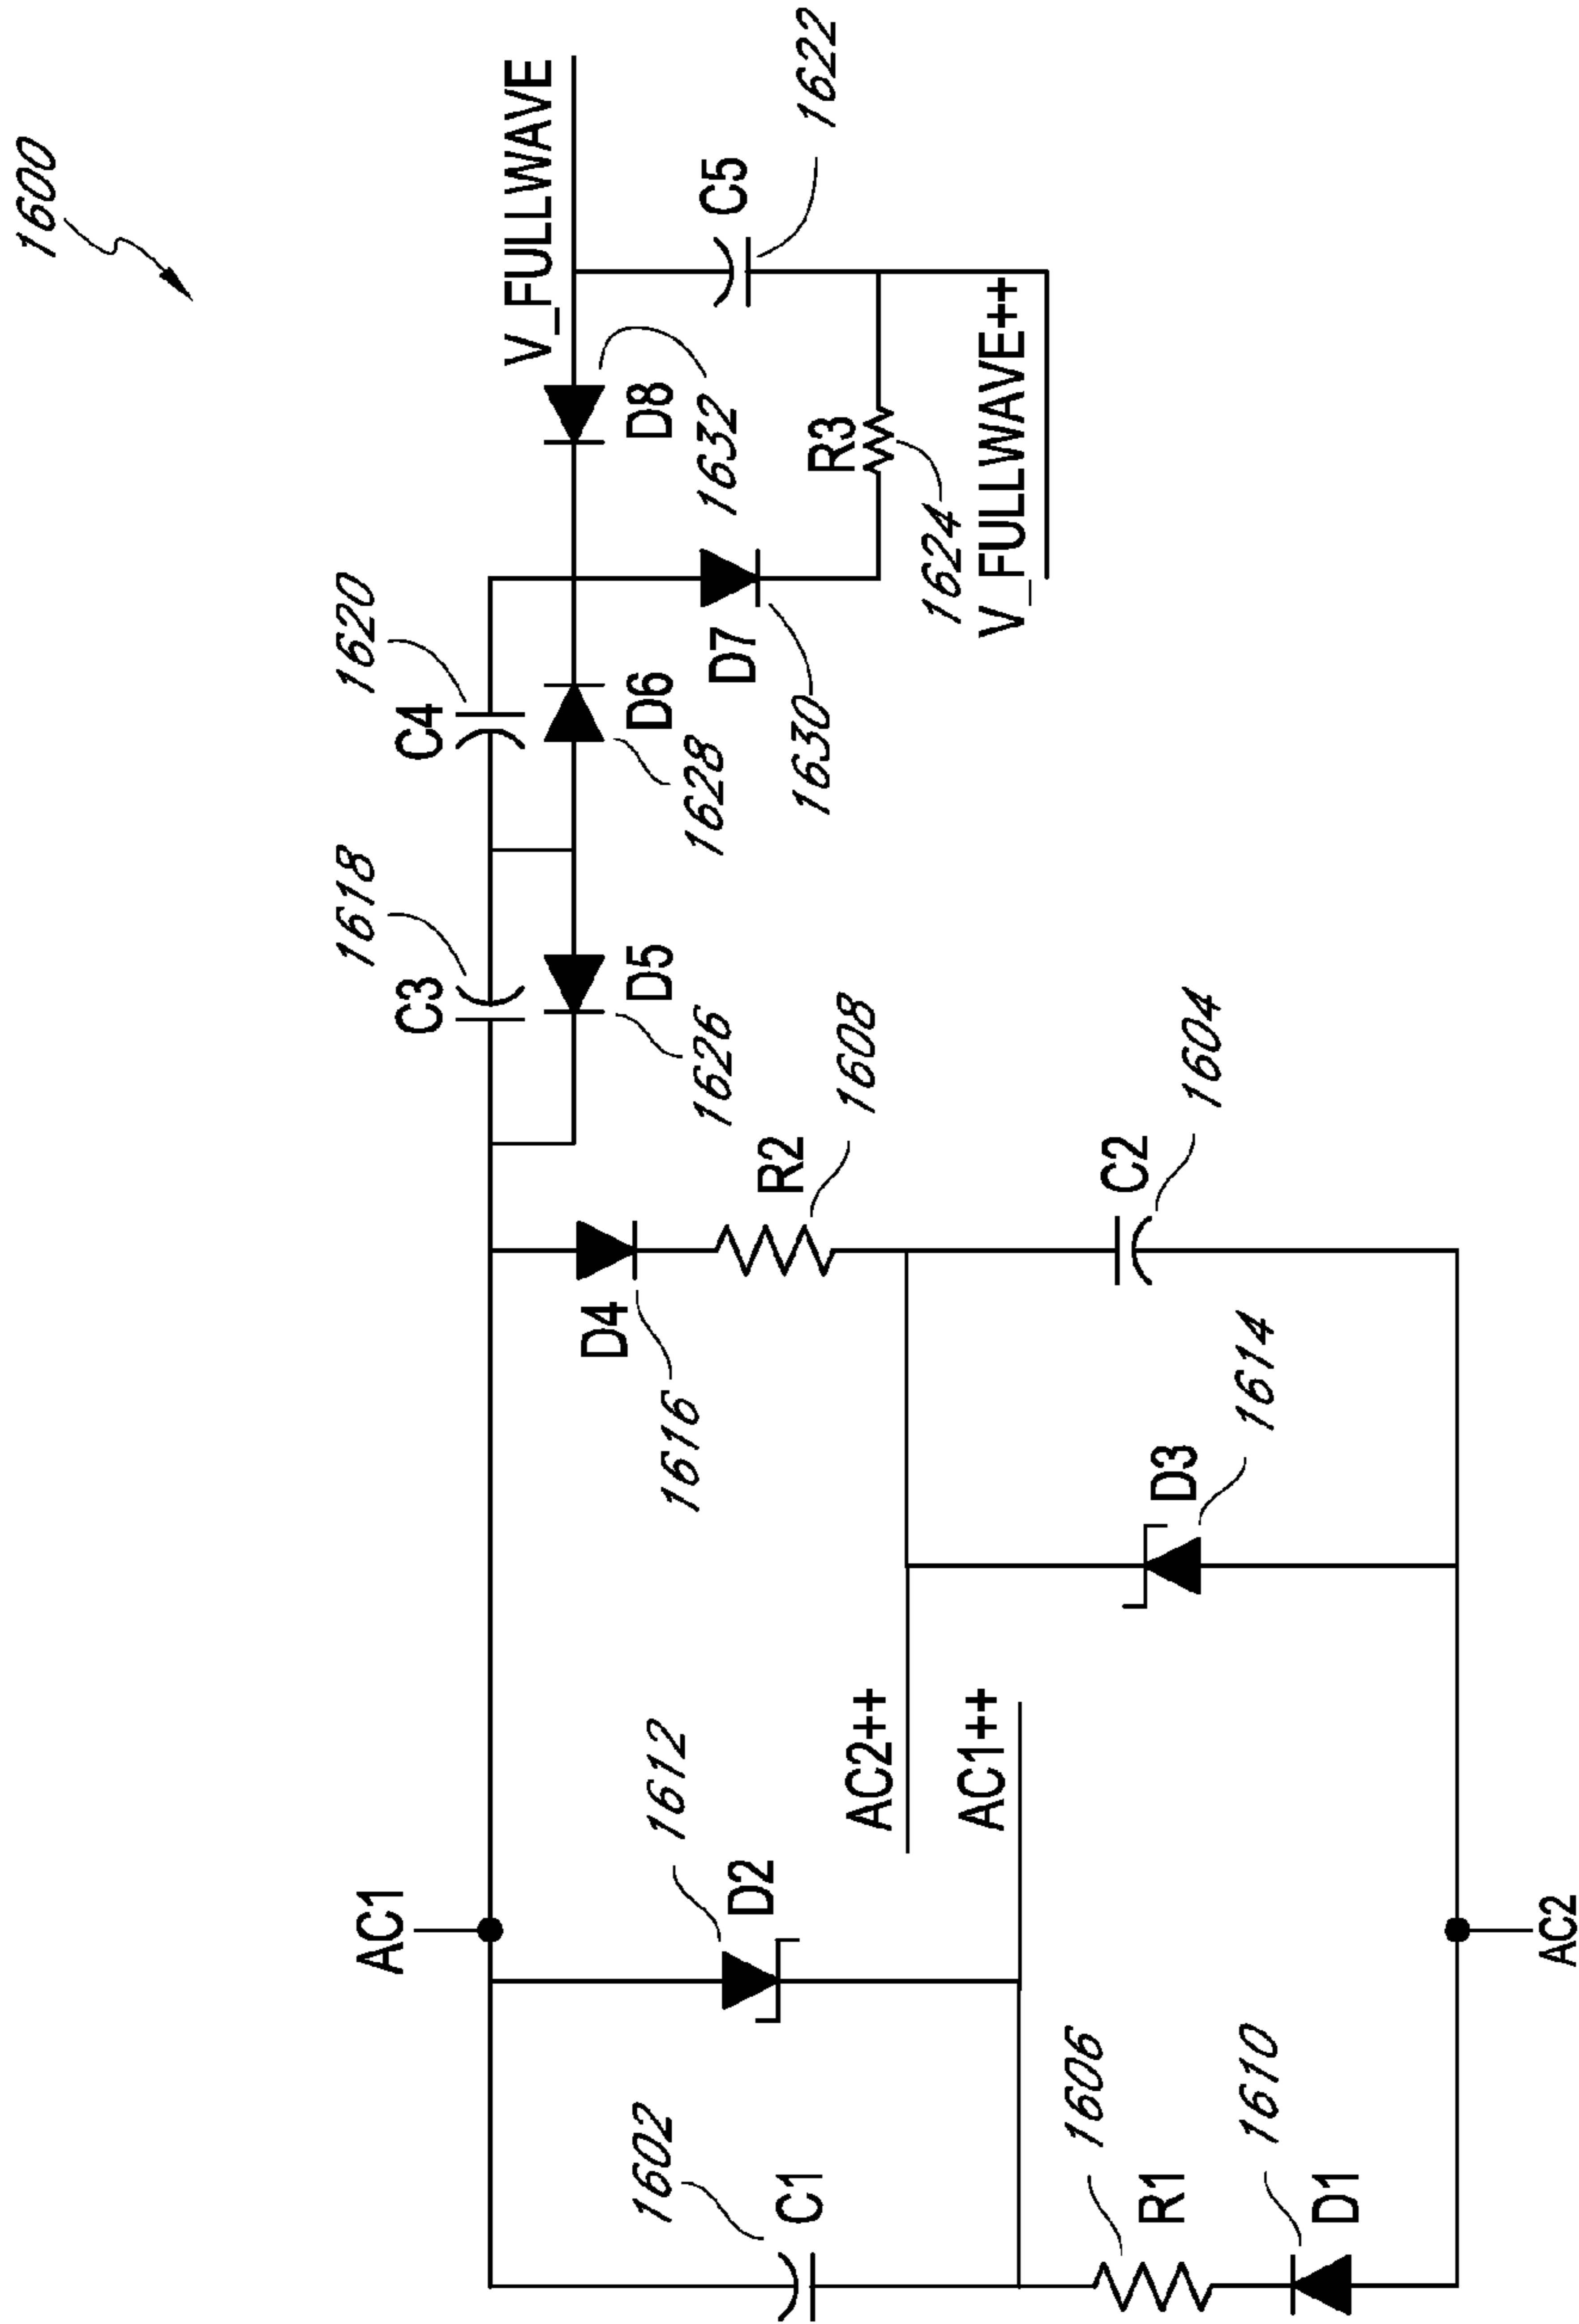 1600
1618
1620
AC1
C3
C4
V_FULLWAVE
D4
1602
1612
D5
D6
D8
1616
1626
1628
1632
D2
D7
C5
R2
C1
1630
1622
R3
1608
AC2++
1624
AC1++
V_FULLWAVE++
1606
C2
R1
D3
1604
1610
1614
D1
AC2